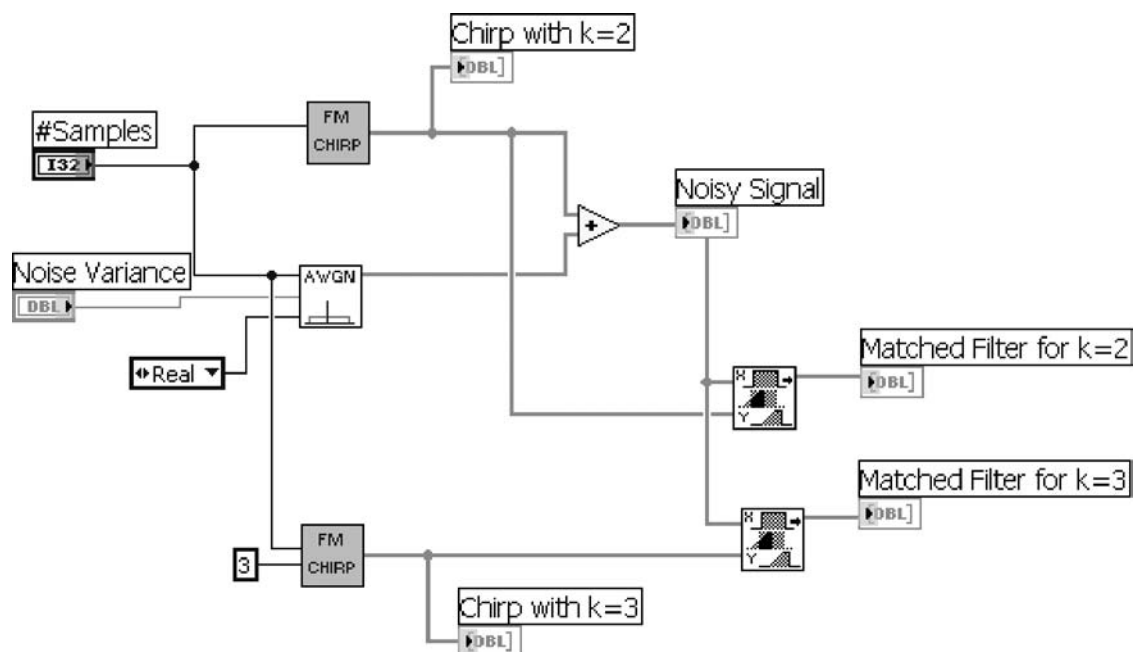 Chirp with k=2
[DBL]
#Samples
I32
FM
CHIRP
Noisy Signal
[DBL]
+
Noise Variance
DBL
AWGN
Real
Matched Filter for k=2
[DBL]
X
Y
Matched Filter for k=3
[DBL]
X
Y
FM
CHIRP
3
Chirp with k=3
[DBL]